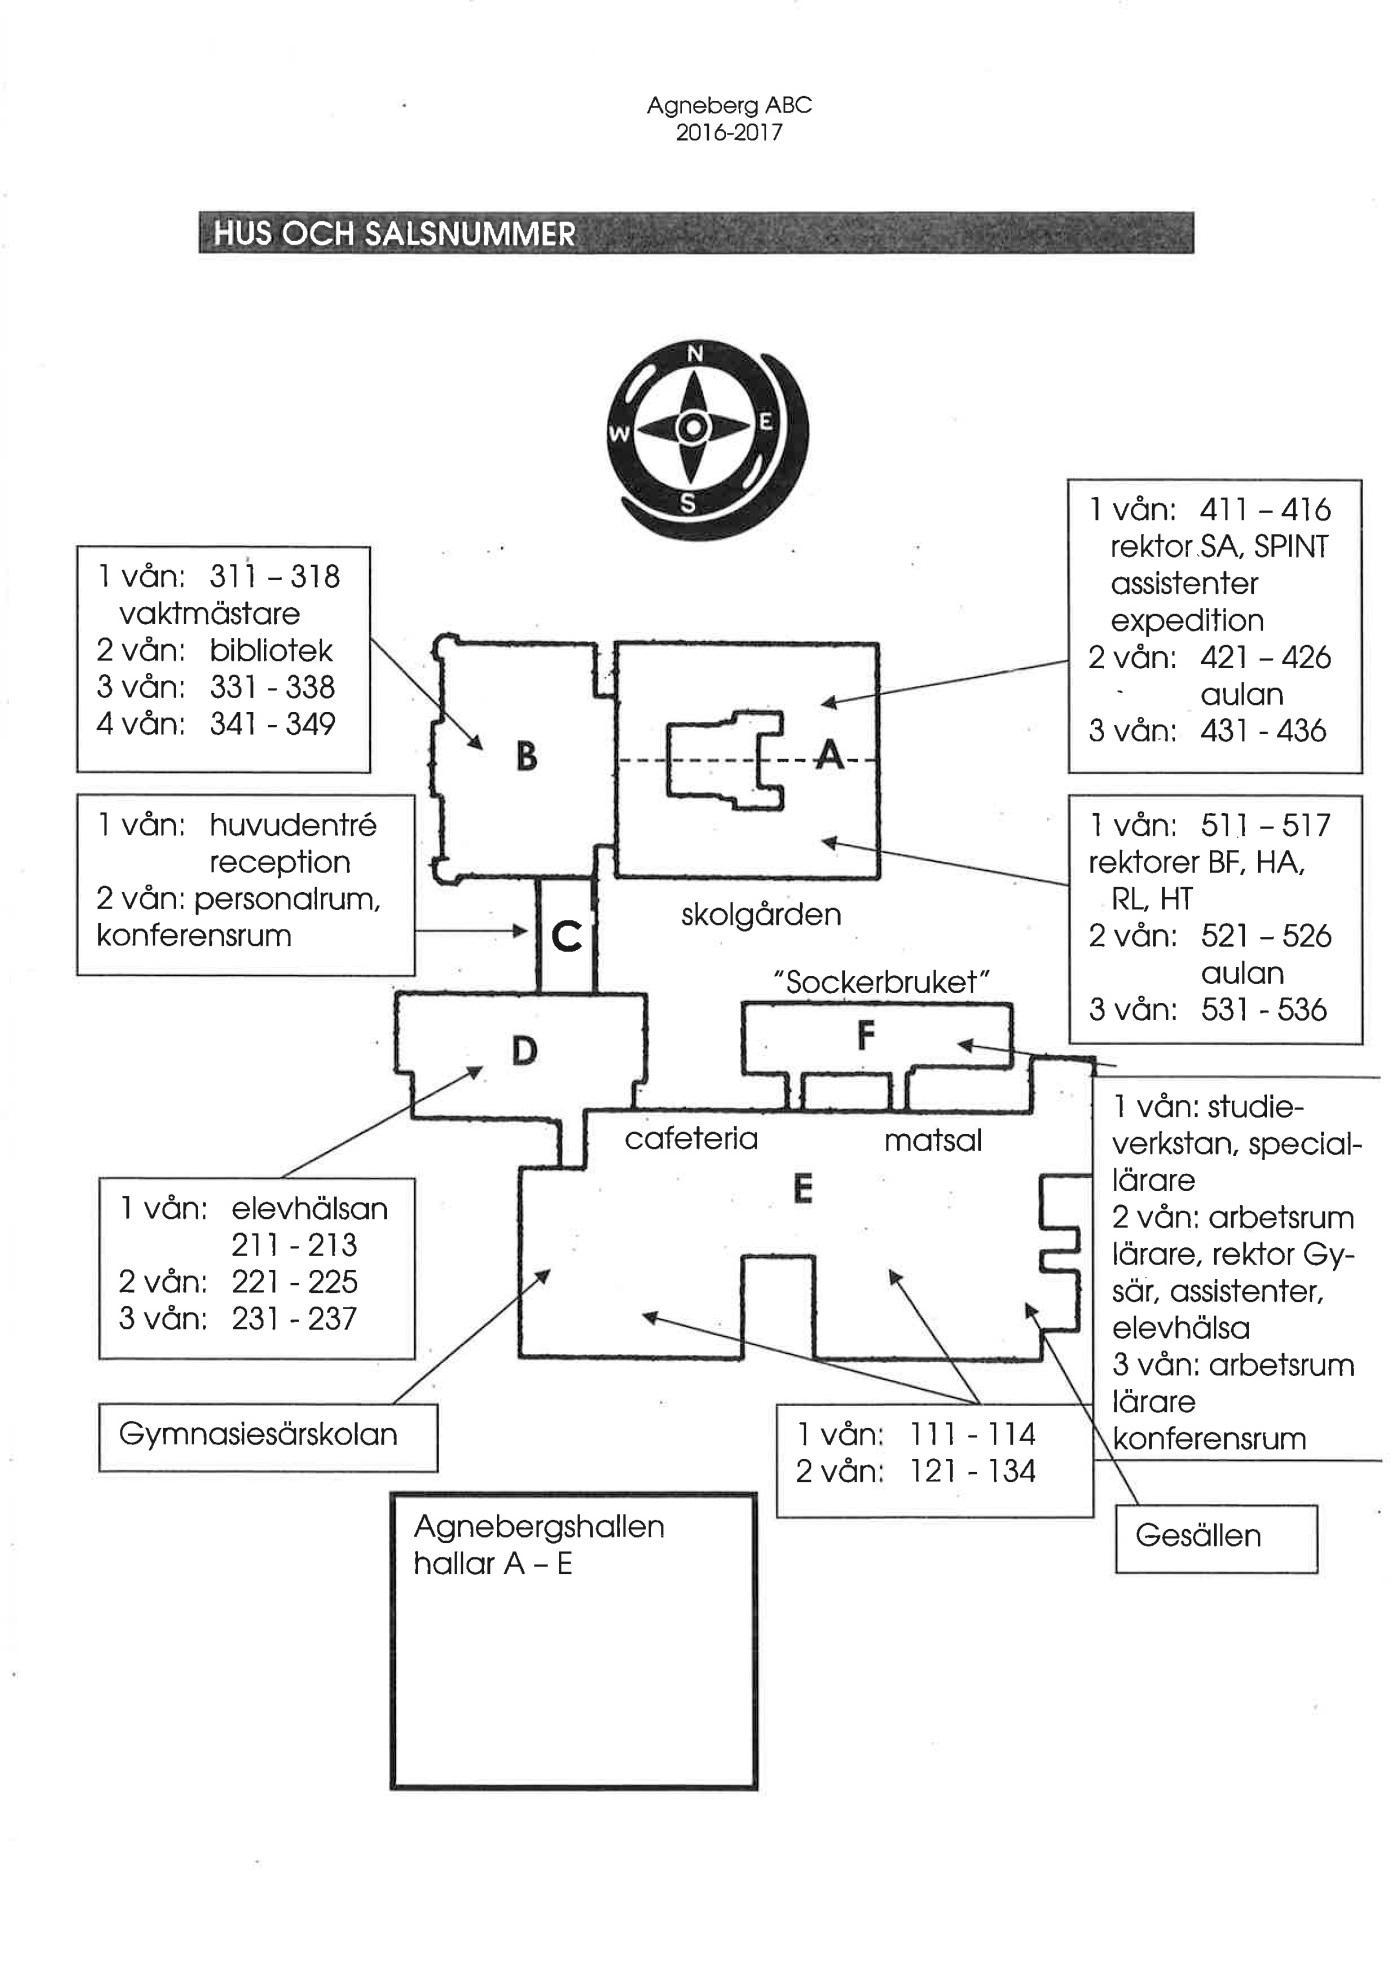 Agneberg ABC
2016-2017
HUS OCH SALSNUMMER
N
W
E
S
1 vån: 411 – 416
rektor SA, SPINT
assistenter
expedition
2 vån: 421 – 426
aulan
3 vån: 431 - 436
1 vån: 311 – 318
vaktmästare
2 vån: bibliotek
3 vån: 331 - 338
4 vån: 341 - 349
B
A
1 vån: huvudentré
reception
2 vån: personalrum,
konferensrum
1 vån: 511 – 517
rektorer BF, HA,
RL, HT
2 vån: 521 – 526
aulan
3 vån: 531 - 536
skolgården
C
"Sockerbruket"
D
F
cafeteria
matsal
E
1 vån: studie-
verkstan, special-
lärare
2 vån: arbetsrum
lärare, rektor Gy-
sär, assistenter,
elevhälsa
3 vån: arbetsrum
lärare
konferensrum
1 vån: elevhälsan
211 - 213
2 vån: 221 - 225
3 vån: 231 - 237
Gymnasiesärskolan
1 vån: 111 - 114
2 vån: 121 - 134
Agnebergshallen
hallar A – E
Gesällen